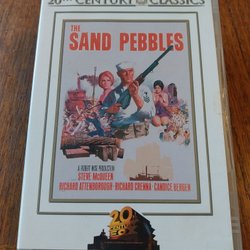 20TH CENTURY FOX CLASSICS
THE
SAND PEBBLES
A ROBERT WISE PRODUCTION
STEVE McQUEEN
RICHARD ATTENBOROUGH · RICHARD CRENNA · CANDICE BERGEN
20TH
CENTURY
FOX